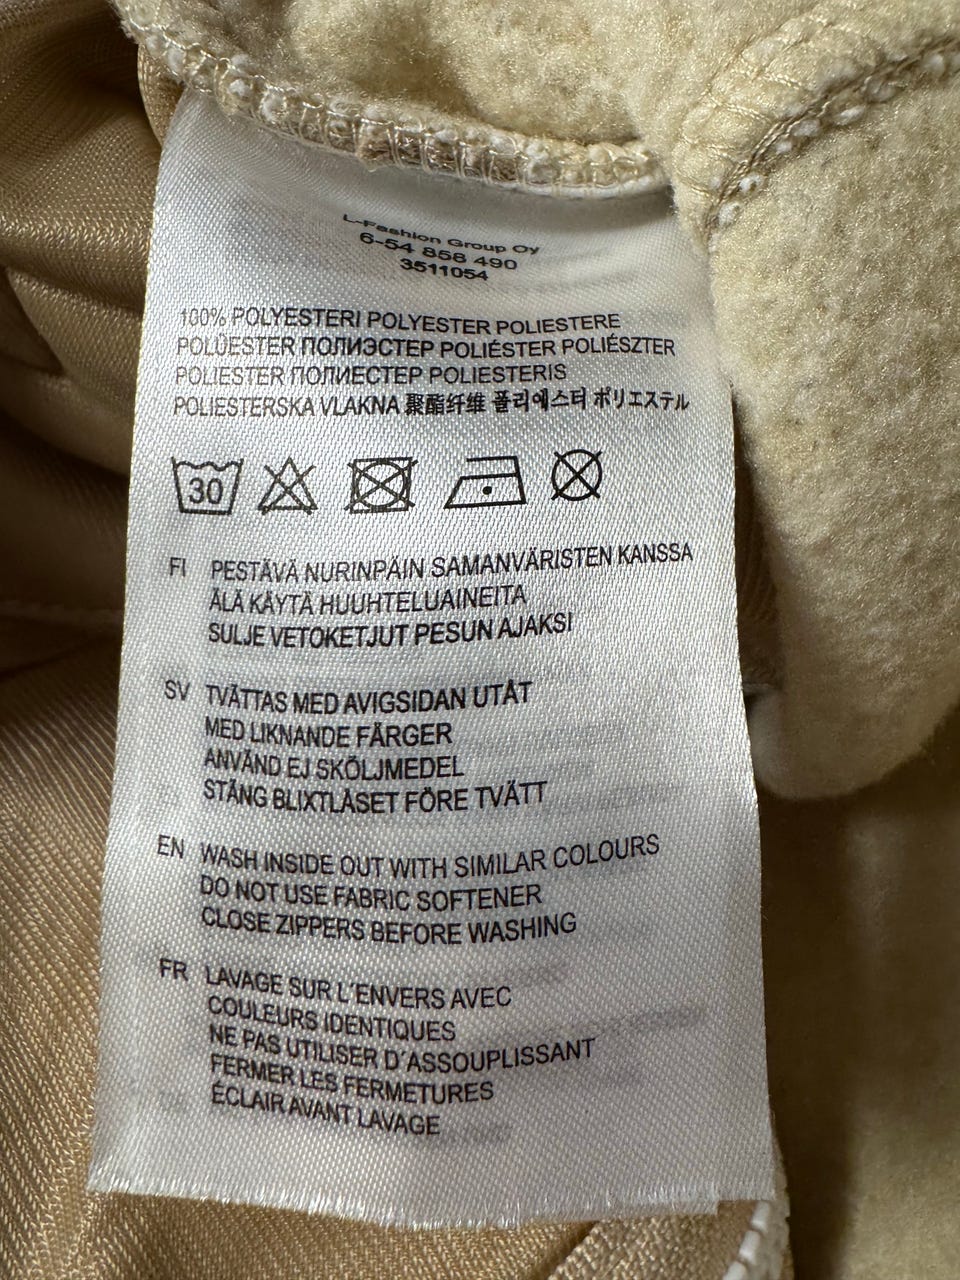 L-Fashion Group Oy
6-54 858 490
3511054
100% POLYESTERI POLYESTER POLIESTERE
POLÜESTER ПОЛИЭСТЕР POLIÉSTER POLIÉSZTER
POLIESTER ПОЛИЕСТЕР POLIESTERIS
POLIESTERSKA VLAKNA 聚酯纤维 폴리에스터 ポリエステル
30
FI PESTÄVÄ NURINPÄIN SAMANVÄRISTEN KANSSA
ÄLÄ KÄYTÄ HUUHTELUAINEITA
SULJE VETOKETJUT PESUN AJAKSI
SV TVÄTTAS MED AVIGSIDAN UTÅT
MED LIKNANDE FÄRGER
ANVÄND EJ SKÖLJMEDEL
STÄNG BLIXTLÅSET FÖRE TVÄTT
EN WASH INSIDE OUT WITH SIMILAR COLOURS
DO NOT USE FABRIC SOFTENER
CLOSE ZIPPERS BEFORE WASHING
FR LAVAGE SUR L´ENVERS AVEC
COULEURS IDENTIQUES
NE PAS UTILISER D´ASSOUPLISSANT
FERMER LES FERMETURES
ÉCLAIR AVANT LAVAGE